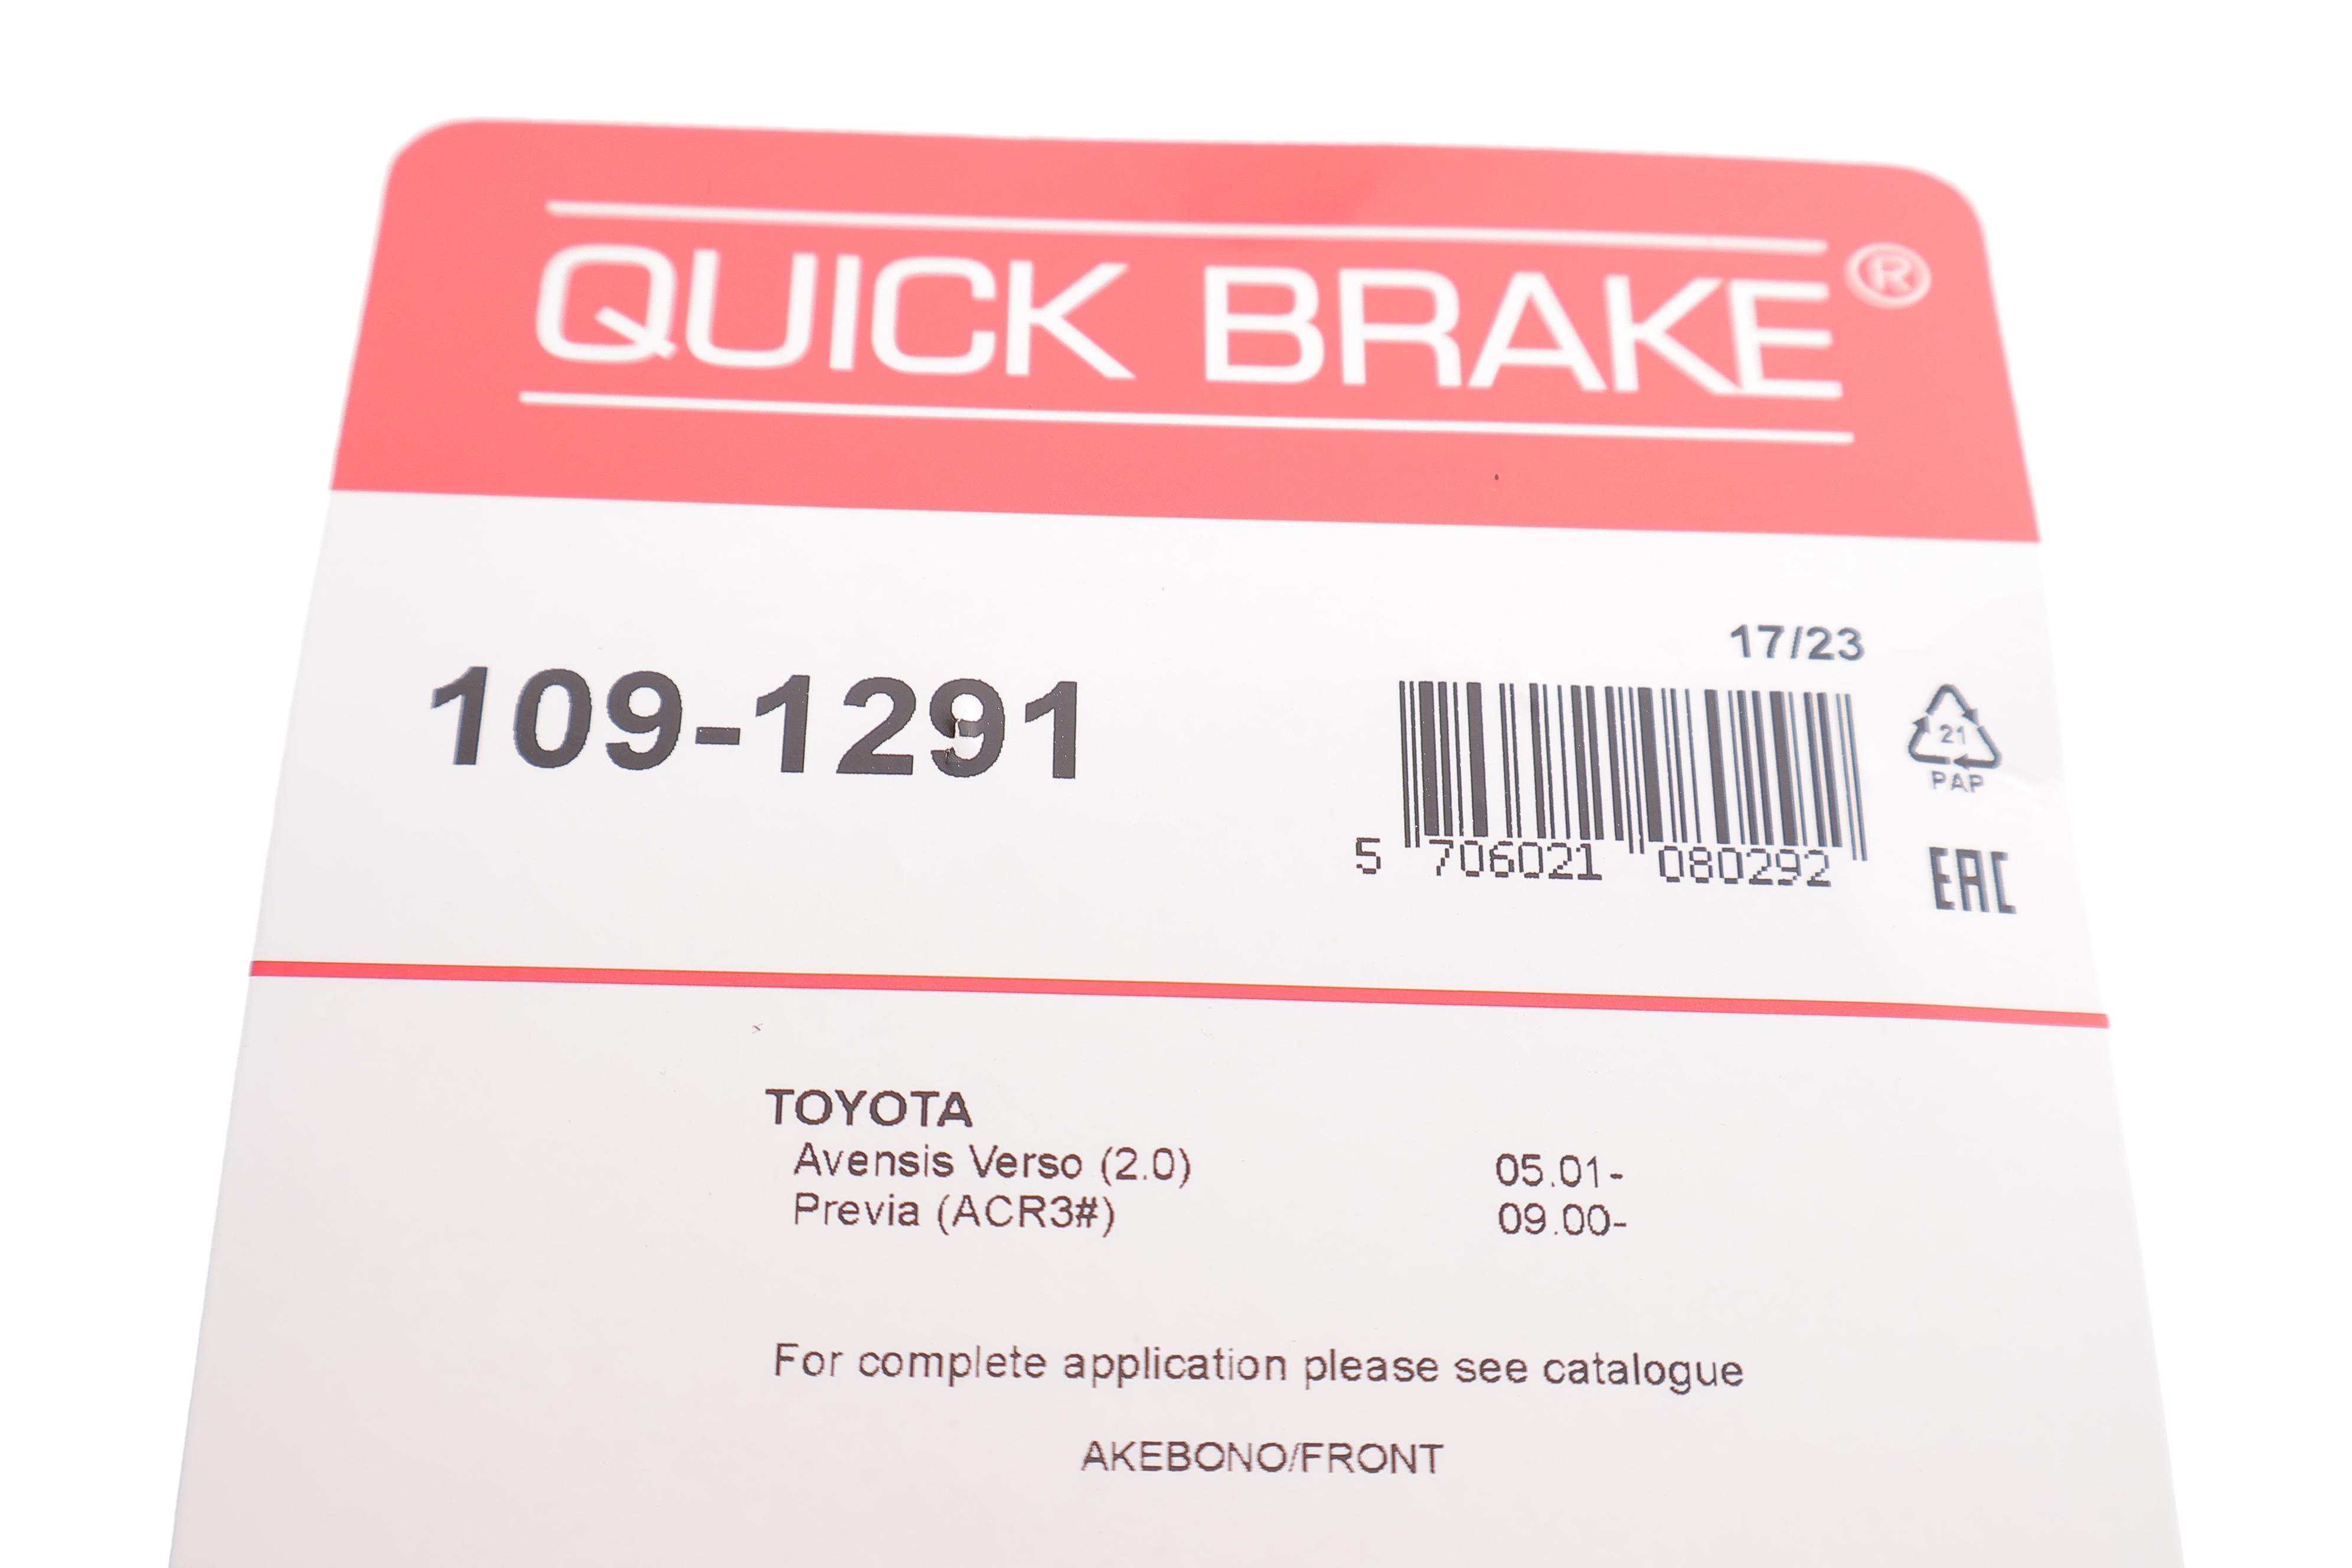 QUICK BRAKE®
17/23
109-1291
21
PAP
5 706021 080292
EAC
TOYOTA
Avensis Verso (2.0) 05.01-
Previa (ACR3#) 09.00-
For complete application please see catalogue
AKEBONO/FRONT